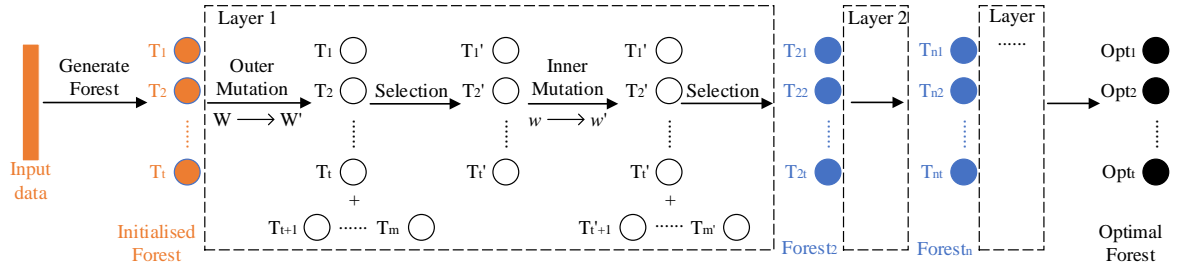 Layer 1
Layer 2
Layer
......
T₁
T₁
T₁'
T₁'
T₂₁
Tₙ₁
Opt₁
Generate
Forest
Outer
Mutation
Inner
Mutation
T₂
T₂
Selection
T₂'
T₂'
Selection
T₂₂
Tₙ₂
Opt₂
W → W'
w → w'
Tₜ
Tₜ
Tₜ'
Tₜ'
T₂ₜ
Tₙₜ
Optₜ
Input
data
+
+
Tₜ₊₁ ...... Tₘ
Tₜ'₊₁ ...... Tₘ'
Initialised
Forest
Forest₂
Forestₙ
Optimal
Forest